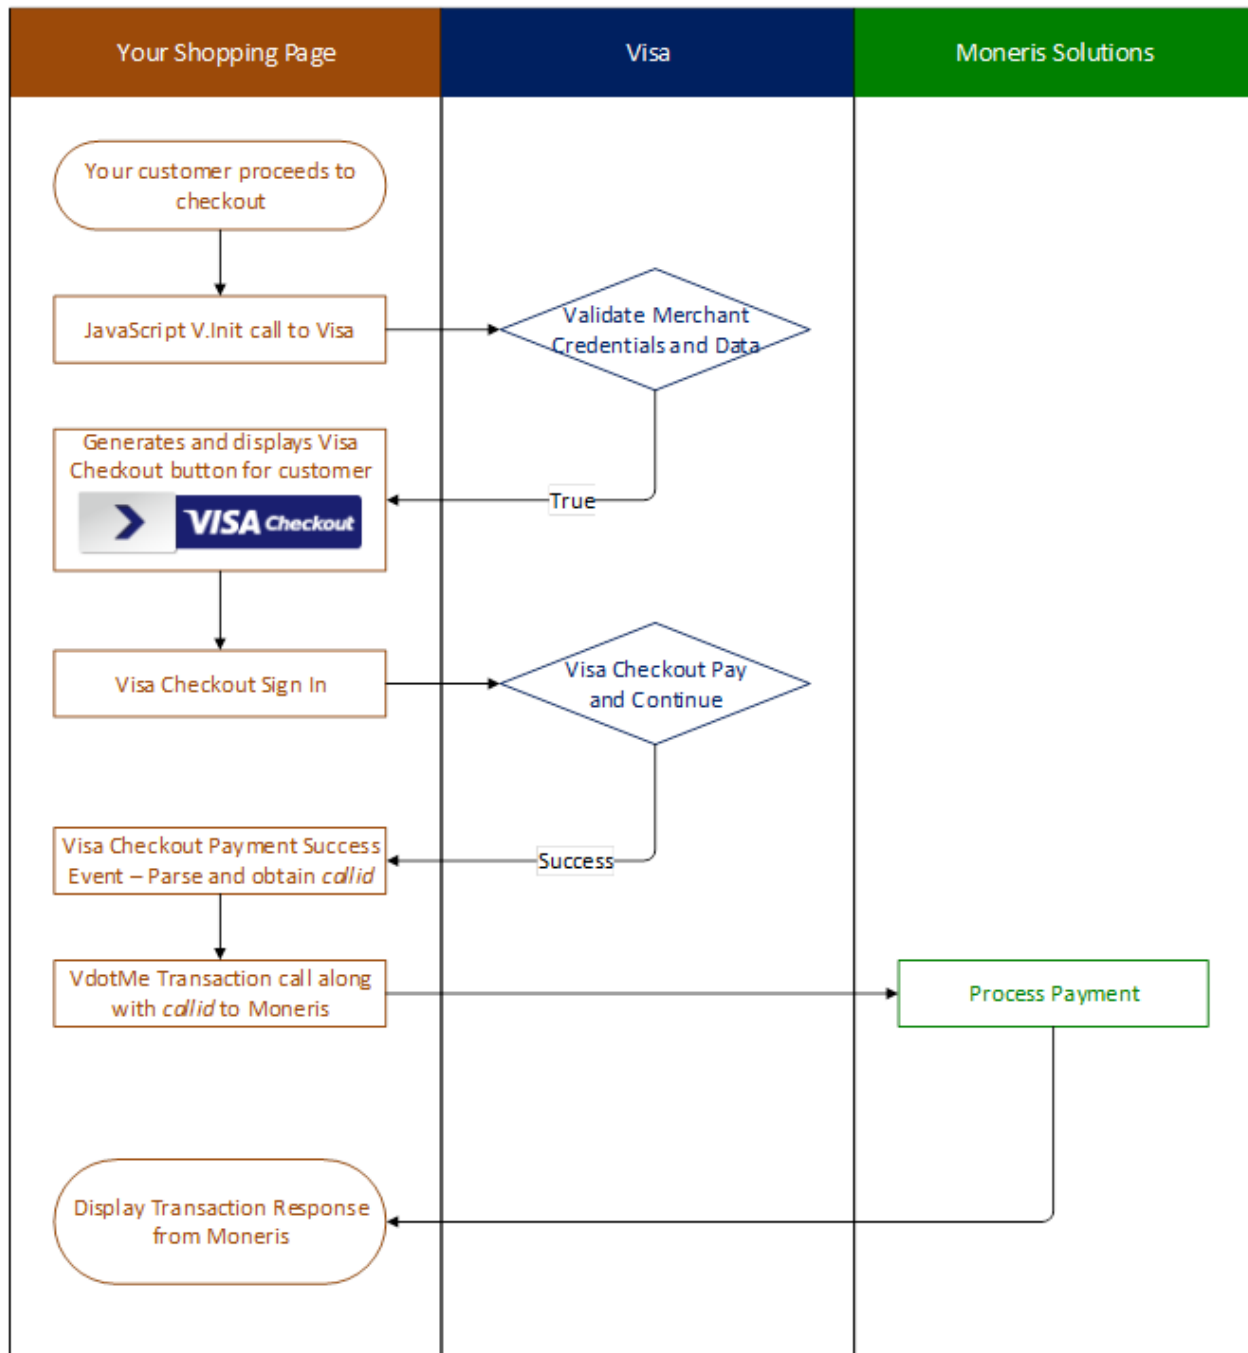 Your Shopping Page
Visa
Moneris Solutions
Your customer proceeds to
checkout
JavaScript V.Init call to Visa
Validate Merchant
Credentials and Data
Generates and displays Visa
Checkout button for customer
VISA Checkout
True
Visa Checkout Sign In
Visa Checkout Pay
and Continue
Visa Checkout Payment Success
Event – Parse and obtain callid
Success
VdotMe Transaction call along
with callid to Moneris
Process Payment
Display Transaction Response
from Moneris